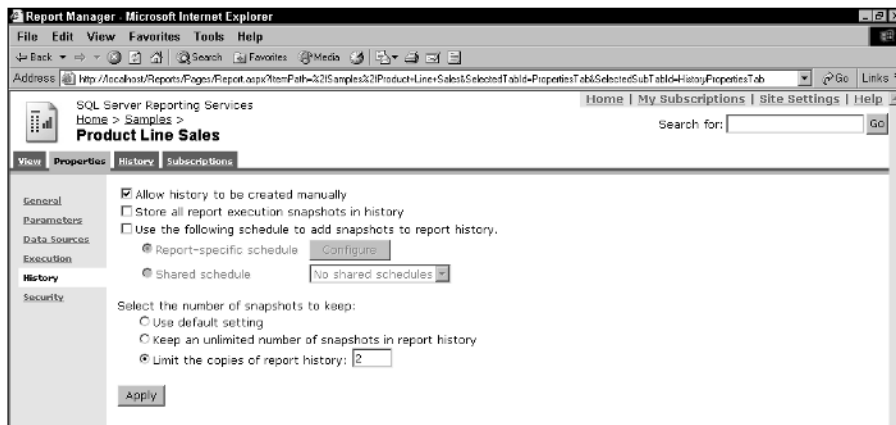 Report Manager - Microsoft Internet Explorer
File Edit View Favorites Tools Help
Back Search Favorites Media
Address http://localhost/Reports/Pages/Report.aspx?ItemPath=%2fSamples%2fProduct+Line+Sales&SelectedTabId=PropertiesTab&SelectedSubTabId=HistoryPropertiesTab Go Links
SQL Server Reporting Services
Home | My Subscriptions | Site Settings | Help
Home > Samples >
Product Line Sales
Search for: Go
View Properties History Subscriptions
General
Parameters
Data Sources
Execution
History
Security
Allow history to be created manually
Store all report execution snapshots in history
Use the following schedule to add snapshots to report history.
Report-specific schedule Configure
Shared schedule No shared schedules
Select the number of snapshots to keep:
Use default setting
Keep an unlimited number of snapshots in report history
Limit the copies of report history: 2
Apply